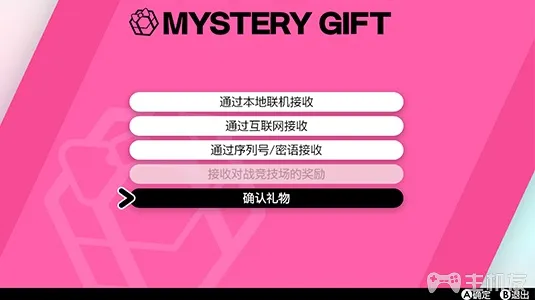 MYSTERY GIFT
通过本地联机接收
通过互联网接收
通过序列号/密语接收
接收对战竞技场的奖励
确认礼物
A确定 B退出